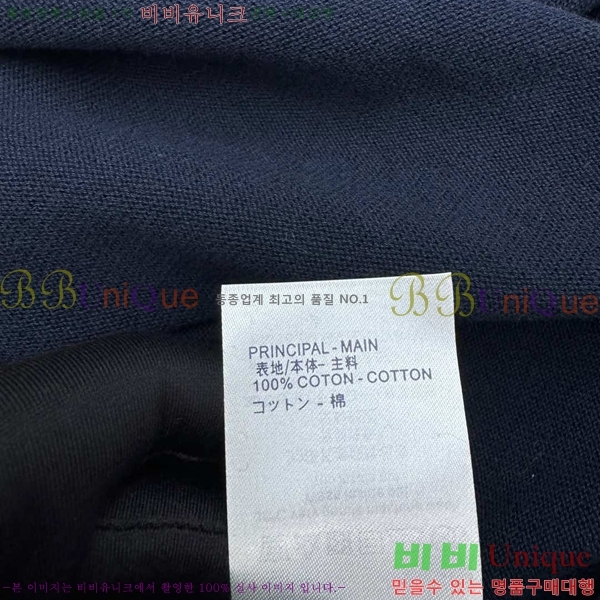 비비유니크
BBUnique 동종업계 최고의 품질 NO.1 BBUnique
PRINCIPAL - MAIN
表地/本体- 主料
100% COTON - COTTON
コットン - 棉
비비 Unique
-본 이미지는 비비유니크에서 촬영한 100% 실사 이미지 입니다.-
믿을수 있는 명품구매대행